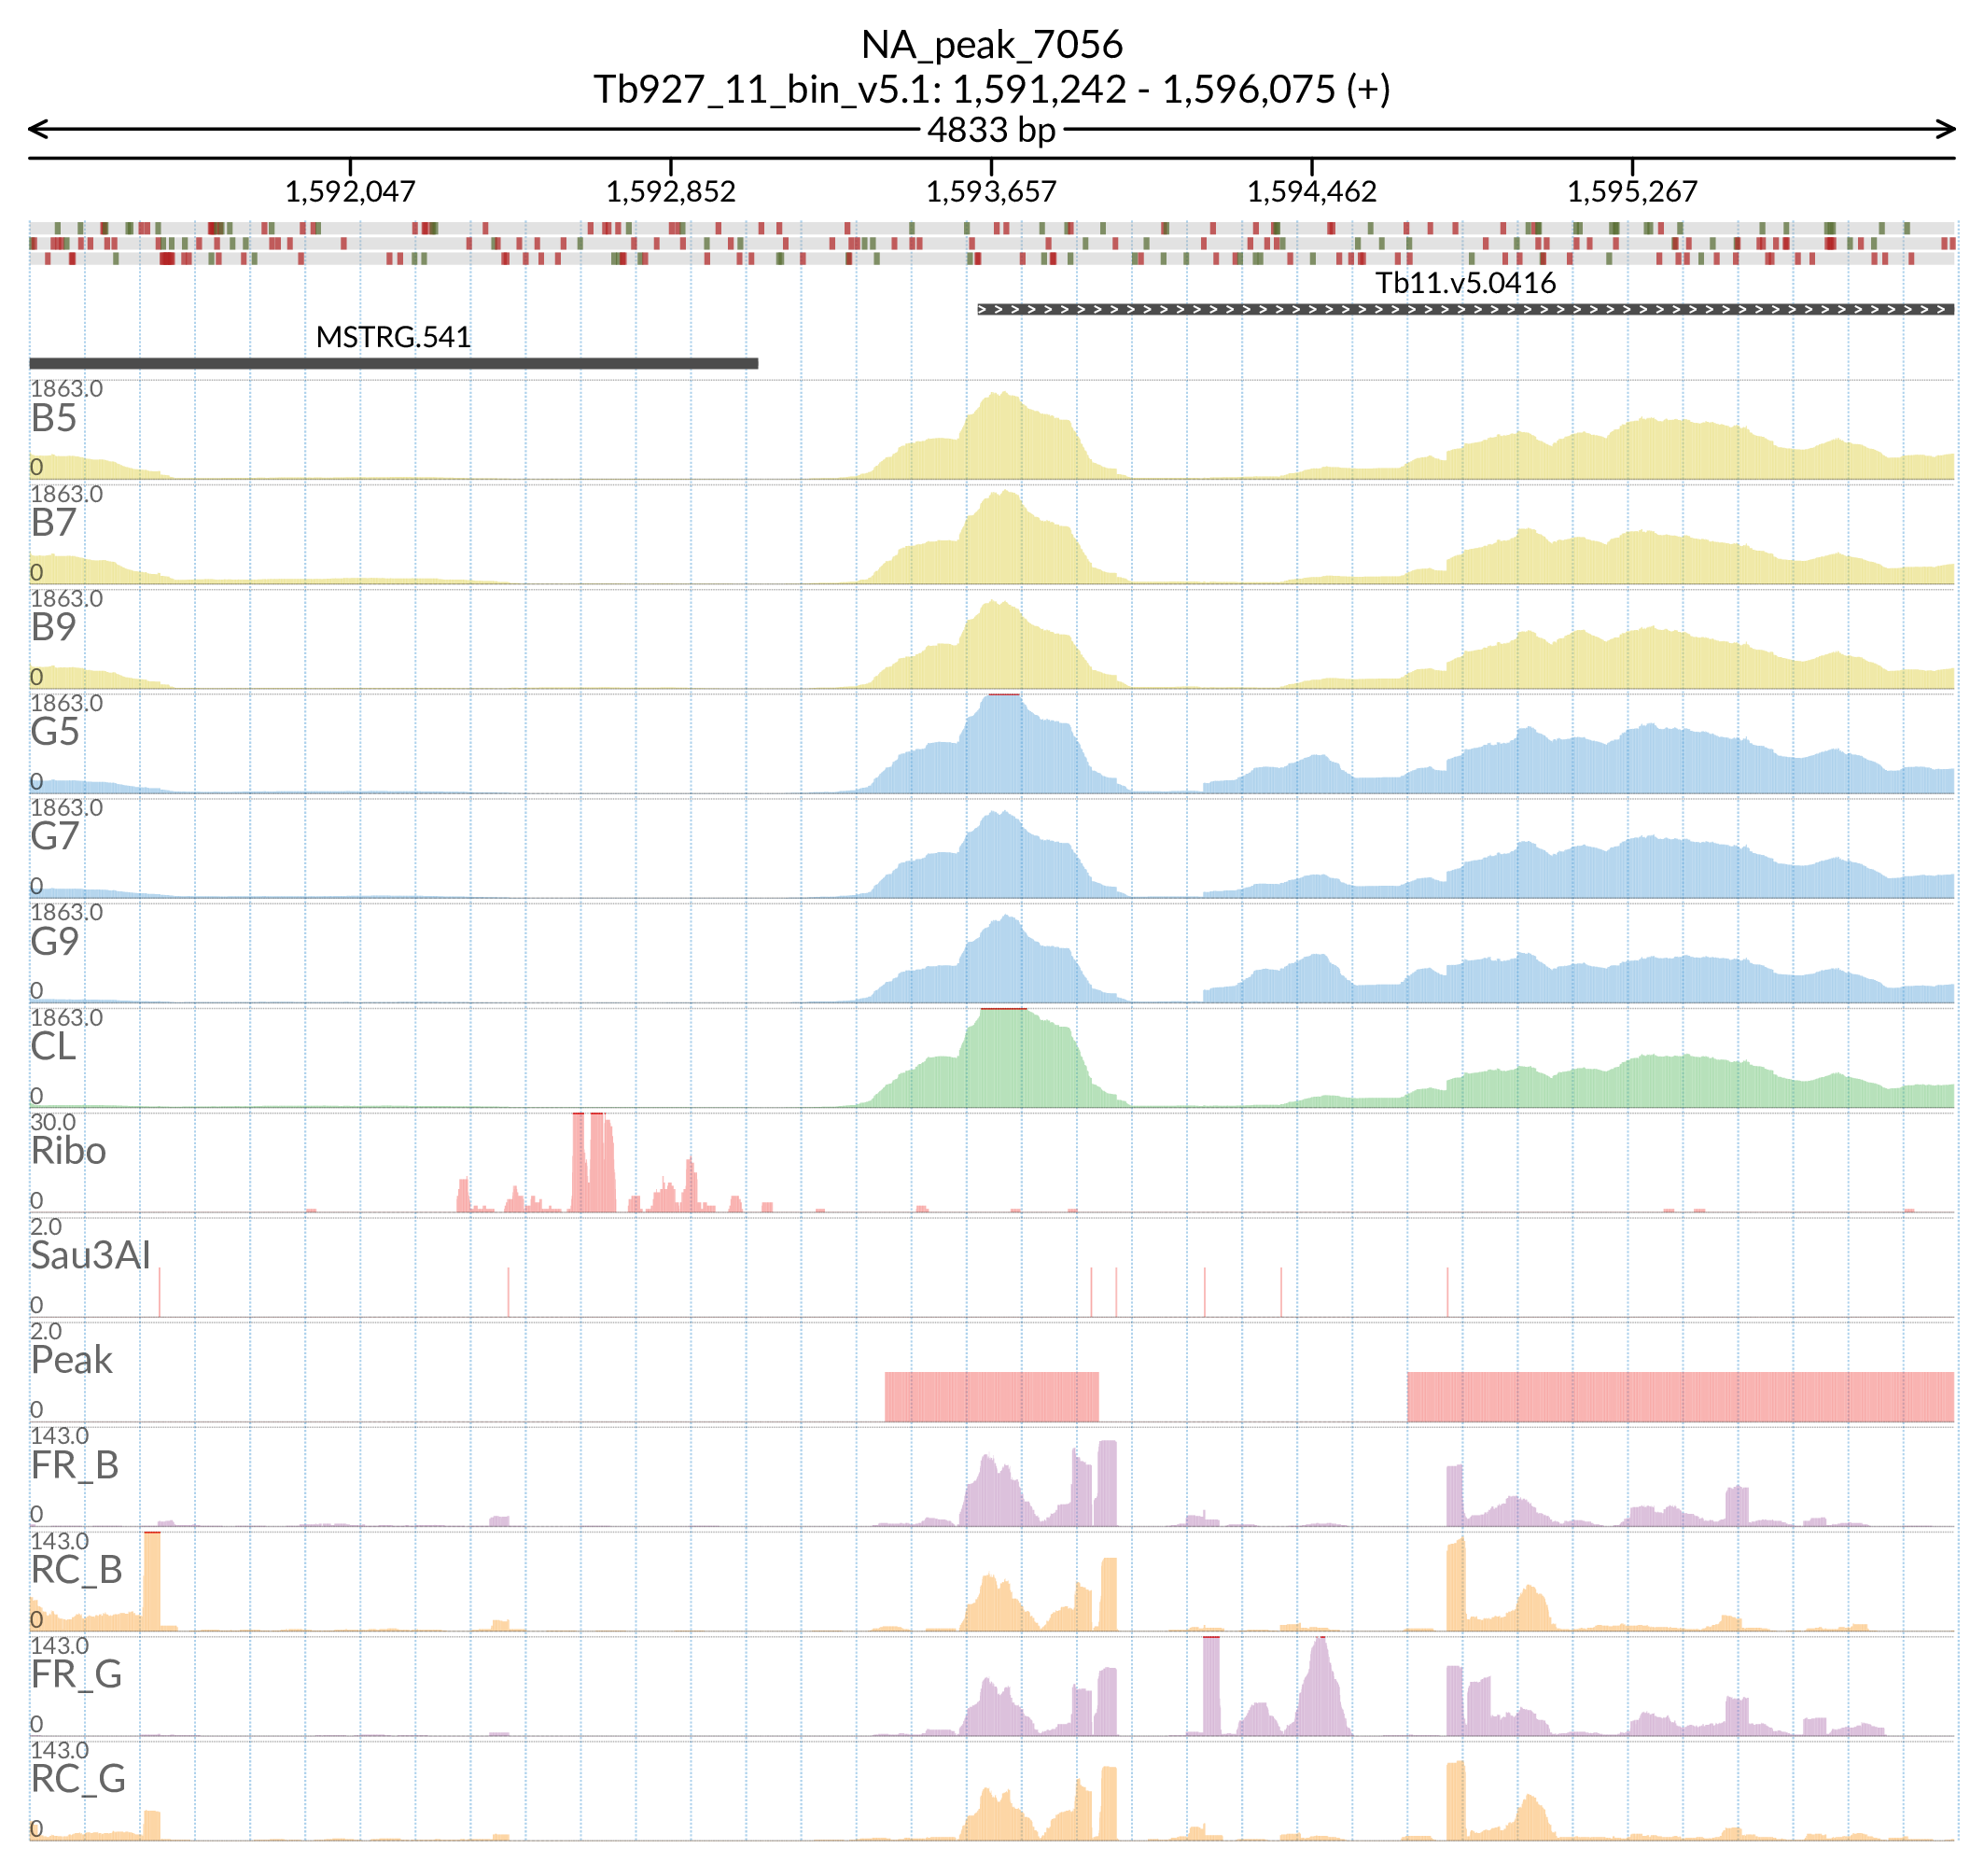 NA_peak_7056
Tb927_11_bin_v5.1: 1,591,242 - 1,596,075 (+)
4833 bp
1,592,047 1,592,852 1,593,657 1,594,462 1,595,267
Tb11.v5.0416
MSTRG.541
1863.0
B5
0
1863.0
B7
0
1863.0
B9
0
1863.0
G5
0
1863.0
G7
0
1863.0
G9
0
1863.0
CL
0
30.0
Ribo
0
2.0
Sau3AI
0
2.0
Peak
0
143.0
FR_B
0
143.0
RC_B
0
143.0
FR_G
0
143.0
RC_G
0